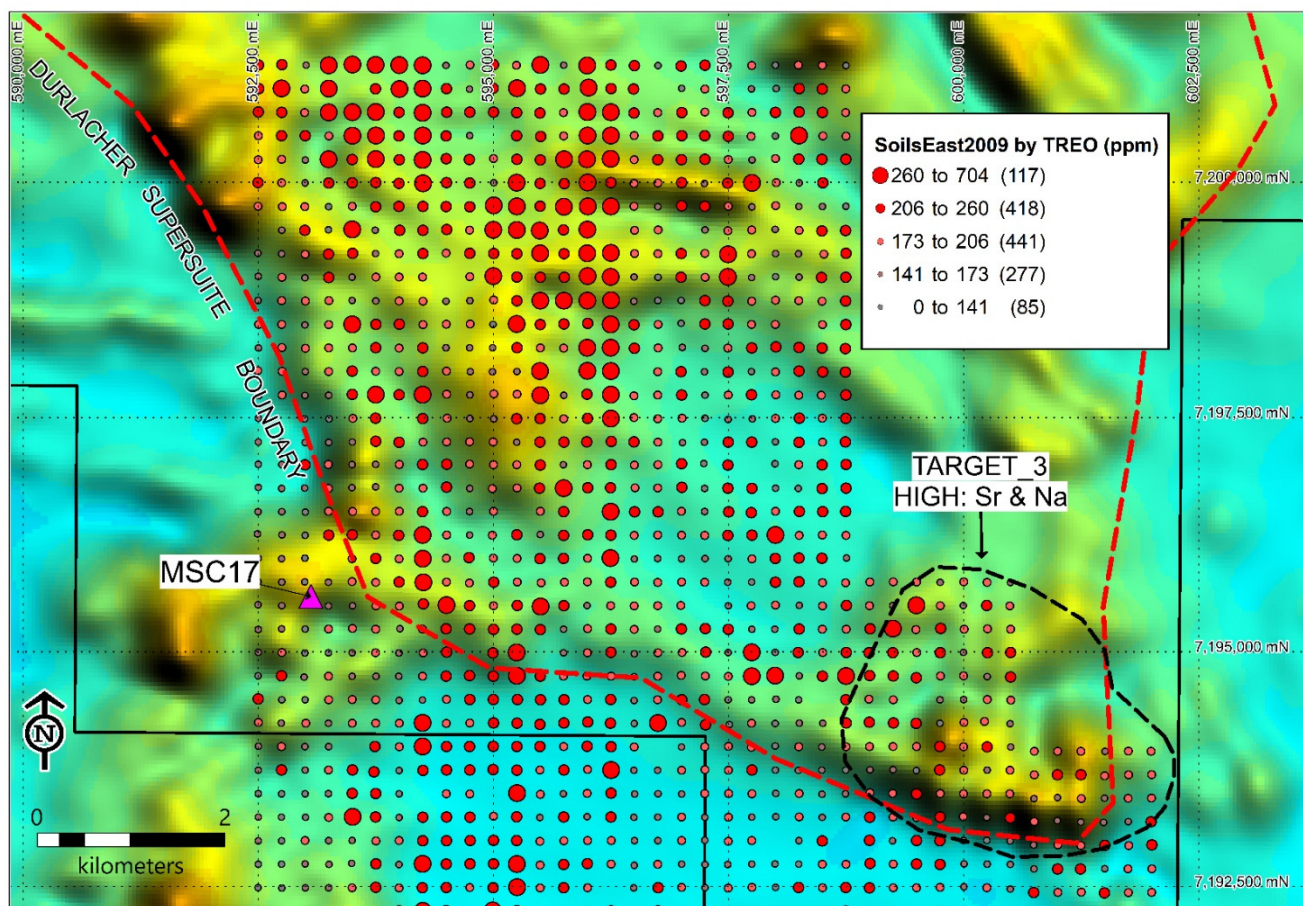 590,000 mE
592,500 mE
595,000 mE
597,500 mE
600,000 mE
602,500 mE
DURLACHER SUPERSUITE BOUNDARY
SoilsEast2009 by TREO (ppm)
260 to 704 (117)
206 to 260 (418)
173 to 206 (441)
141 to 173 (277)
0 to 141 (85)
7,200,000 mN
7,197,500 mN
TARGET_3
HIGH: Sr & Na
MSC17
7,195,000 mN
N
0 2
kilometers
7,192,500 mN